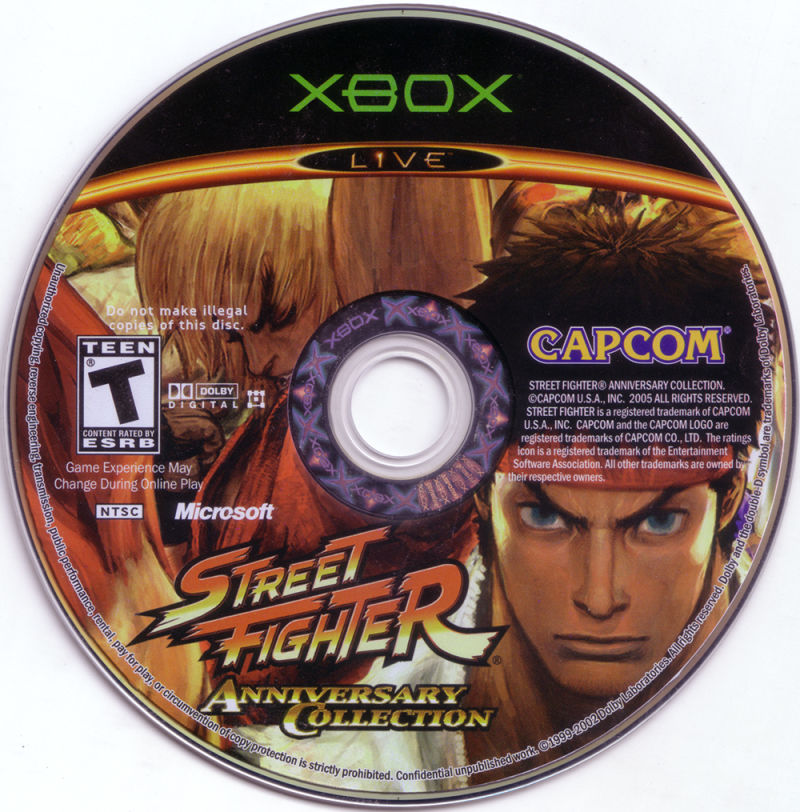 XBOX
LIVE™
Do not make illegal
copies of this disc.
TEEN
T
®
CONTENT RATED BY
ESRB
DOLBY
DIGITAL
Game Experience May
Change During Online Play
NTSC
Microsoft
XBOX
CAPCOM®
STREET FIGHTER® ANNIVERSARY COLLECTION.
©CAPCOM U.S.A., INC. 2005 ALL RIGHTS RESERVED.
STREET FIGHTER is a registered trademark of CAPCOM
U.S.A., INC. CAPCOM and the CAPCOM LOGO are
registered trademarks of CAPCOM CO., LTD. The ratings
icon is a registered trademark of the Entertainment
Software Association. All other trademarks are owned by
their respective owners.
STREET
FIGHTER®
ANNIVERSARY
COLLECTION
Unauthorized copying, reverse engineering, transmission, public performance, rental, pay for play, or circumvention of copy protection is strictly prohibited. Confidential unpublished work. ©1999-2002 Dolby Laboratories. All rights reserved. Dolby and the double-D symbol are trademarks of Dolby Laboratories.